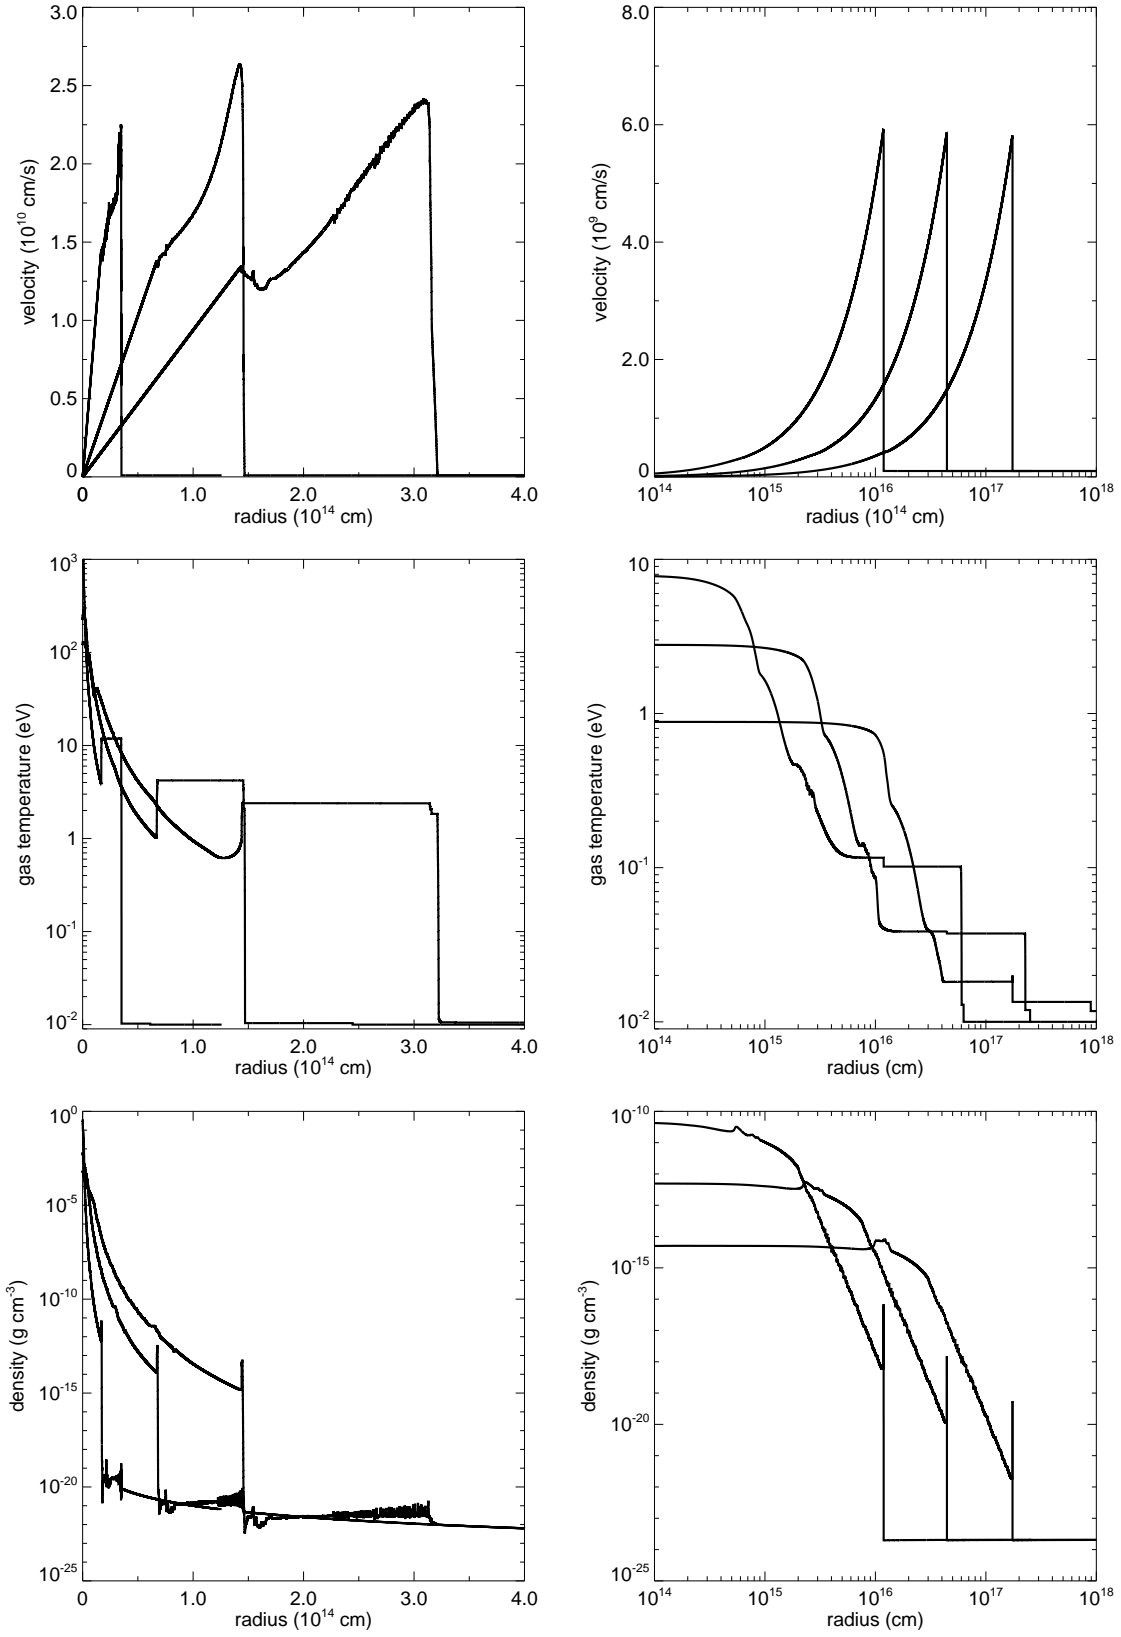 3.0
2.5
2.0
1.5
1.0
0.5
0
velocity (10^10 cm/s)
0 1.0 2.0 3.0 4.0
radius (10^14 cm)
8.0
6.0
4.0
2.0
0
velocity (10^9 cm/s)
10^14 10^15 10^16 10^17 10^18
radius (10^14 cm)
10^3
10^2
10
1
10^-1
10^-2
gas temperature (eV)
0 1.0 2.0 3.0 4.0
radius (10^14 cm)
10
1
10^-1
10^-2
gas temperature (eV)
10^14 10^15 10^16 10^17 10^18
radius (cm)
10^0
10^-5
10^-10
10^-15
10^-20
10^-25
density (g cm^-3)
0 1.0 2.0 3.0 4.0
radius (10^14 cm)
10^-10
10^-15
10^-20
10^-25
density (g cm^-3)
10^14 10^15 10^16 10^17 10^18
radius (cm)